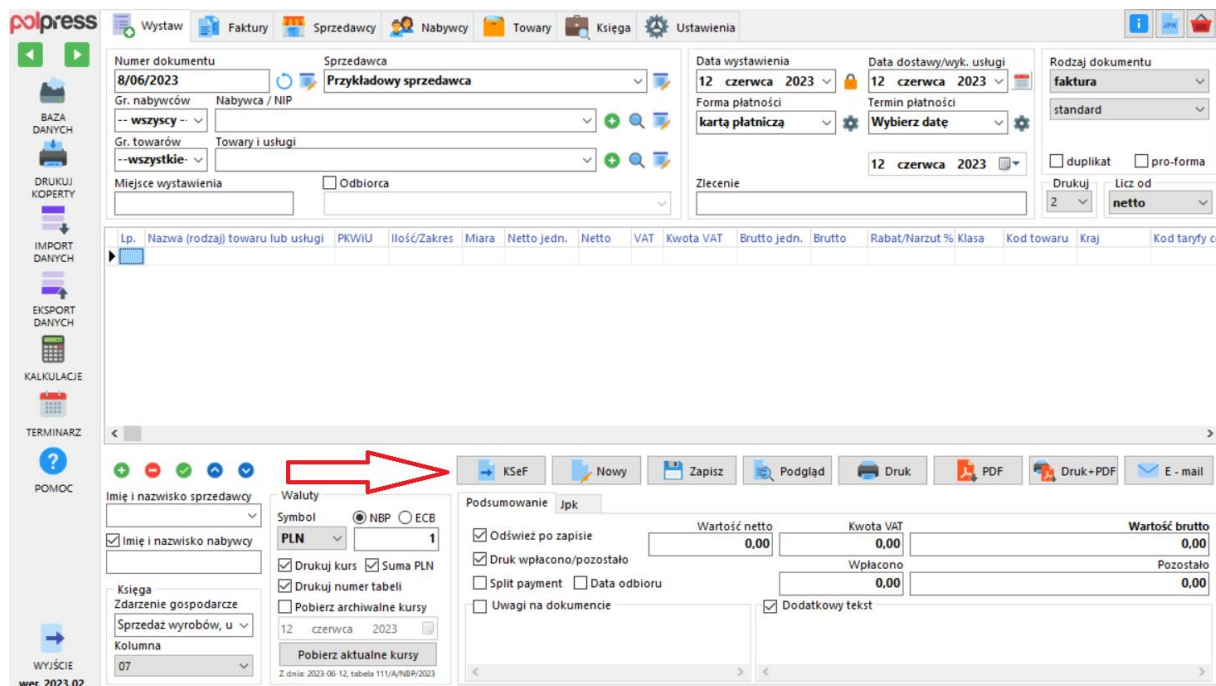 polpress
Wystaw Faktury Sprzedawcy Nabywcy Towary Księga Ustawienia i JPK
BAZA DANYCH
DRUKUJ KOPERTY
IMPORT DANYCH
EKSPORT DANYCH
KALKULACJE
TERMINARZ
POMOC
WYJŚCIE
wer. 2023.02
Numer dokumentu Sprzedawca
8/06/2023 Przykładowy sprzedawca
Gr. nabywców Nabywca / NIP
-- wszyscy --
Gr. towarów Towary i usługi
--wszystkie-
Miejsce wystawienia Odbiorca
Data wystawienia Data dostawy/wyk. usługi
12 czerwca 2023 12 czerwca 2023
Forma płatności Termin płatności
kartą płatniczą Wybierz datę
12 czerwca 2023
Zlecenie
Rodzaj dokumentu
faktura
standard
duplikat pro-forma
Drukuj Licz od
2 netto
Lp. Nazwa (rodzaj) towaru lub usługi PKWiU Ilość/Zakres Miara Netto jedn. Netto VAT Kwota VAT Brutto jedn. Brutto Rabat/Narzut % Klasa Kod towaru Kraj Kod taryfy c
KSeF Nowy Zapisz Podgląd Druk PDF Druk+PDF E - mail
Imię i nazwisko sprzedawcy
Imię i nazwisko nabywcy
Księga
Zdarzenie gospodarcze
Sprzedaż wyrobów, u
Kolumna
07
Waluty
Symbol NBP ECB
PLN 1
Drukuj kurs Suma PLN
Drukuj numer tabeli
Pobierz archiwalne kursy
12 czerwca 2023
Pobierz aktualne kursy
Z dnia: 2023-06-12, tabela 111/A/NBP/2023
Podsumowanie Jpk
Odśwież po zapisie
Druk wpłacono/pozostało
Split payment Data odbioru
Wartość netto Kwota VAT Wartość brutto
0,00 0,00 0,00
Wpłacono Pozostało
0,00 0,00
Uwagi na dokumencie Dodatkowy tekst